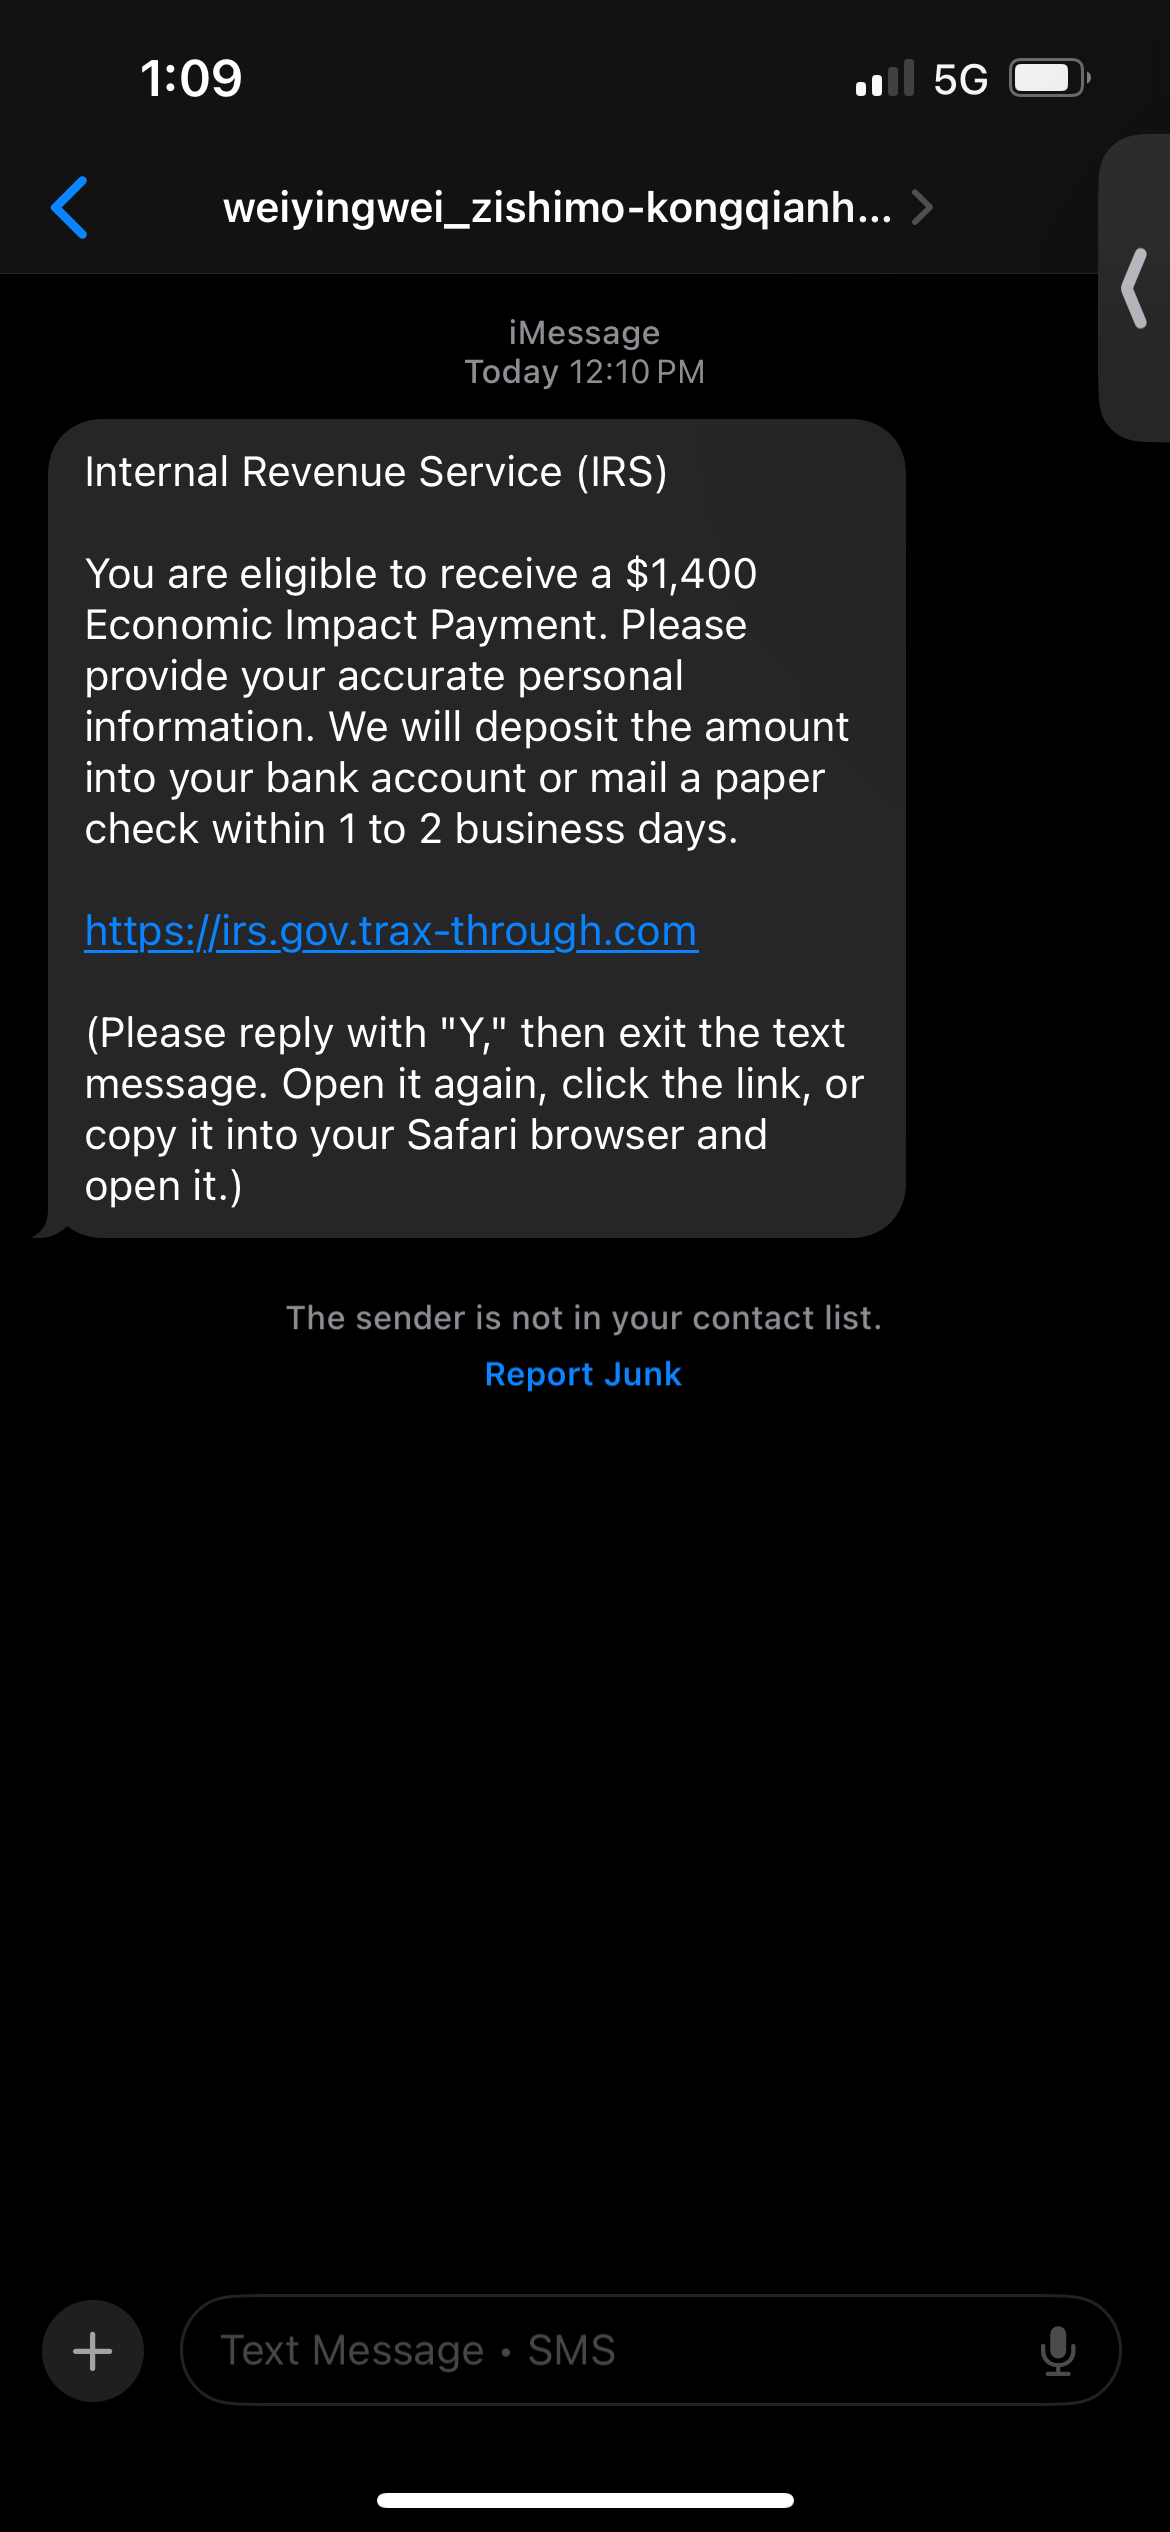 1:09
5G
weiyingwei_zishimo-kongqianh...
iMessage
Today 12:10 PM
Internal Revenue Service (IRS)
You are eligible to receive a $1,400
Economic Impact Payment. Please
provide your accurate personal
information. We will deposit the amount
into your bank account or mail a paper
check within 1 to 2 business days.
https://irs.gov.trax-through.com
(Please reply with "Y," then exit the text
message. Open it again, click the link, or
copy it into your Safari browser and
open it.)
The sender is not in your contact list.
Report Junk
Text Message • SMS